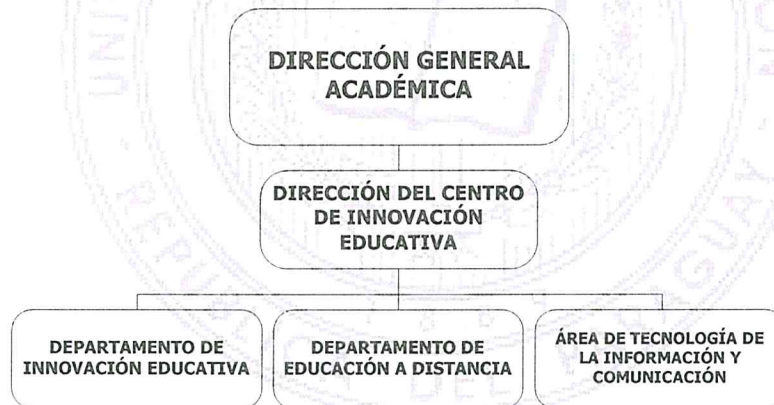 DIRECCIÓN GENERAL
ACADÉMICA
DIRECCIÓN DEL CENTRO
DE INNOVACIÓN
EDUCATIVA
DEPARTAMENTO DE
INNOVACIÓN EDUCATIVA
DEPARTAMENTO DE
EDUCACIÓN A DISTANCIA
ÁREA DE TECNOLOGÍA DE
LA INFORMACIÓN Y
COMUNICACIÓN